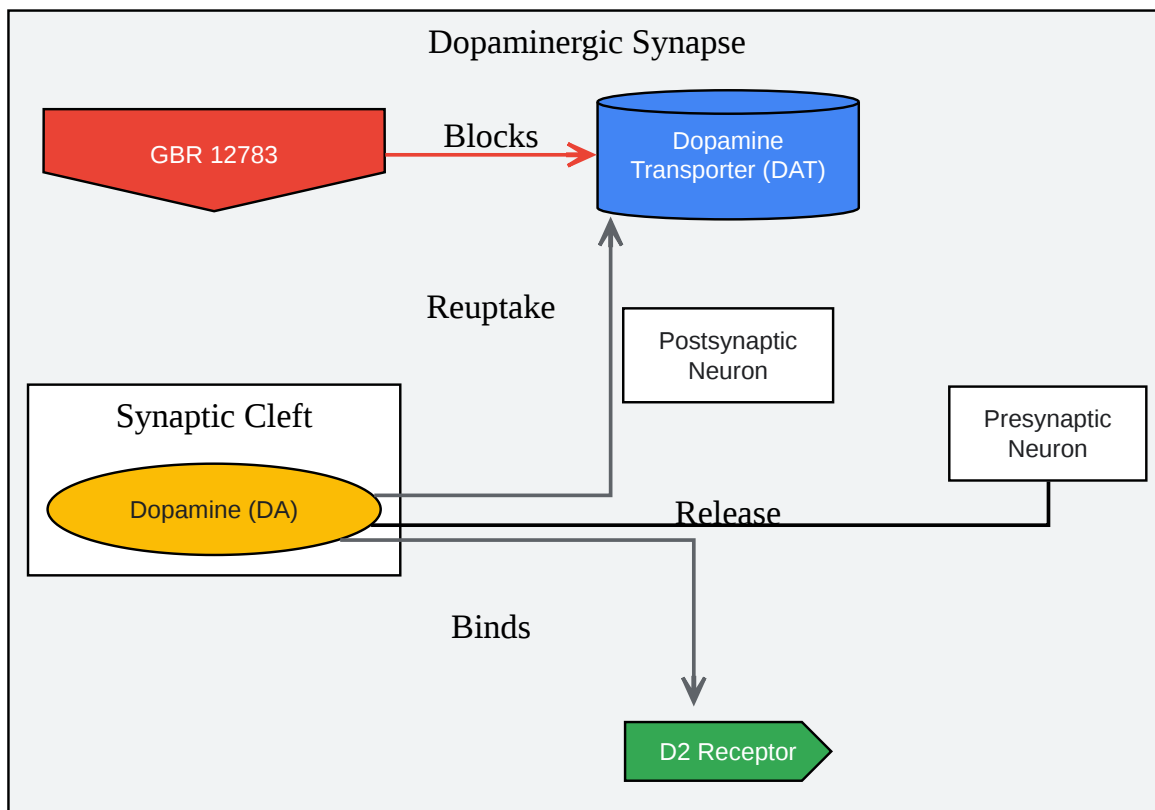 Dopaminergic Synapse
GBR 12783
Blocks
Dopamine
Transporter (DAT)
Reuptake
Postsynaptic
Neuron
Synaptic Cleft
Presynaptic
Neuron
Dopamine (DA)
Release
Binds
D2 Receptor